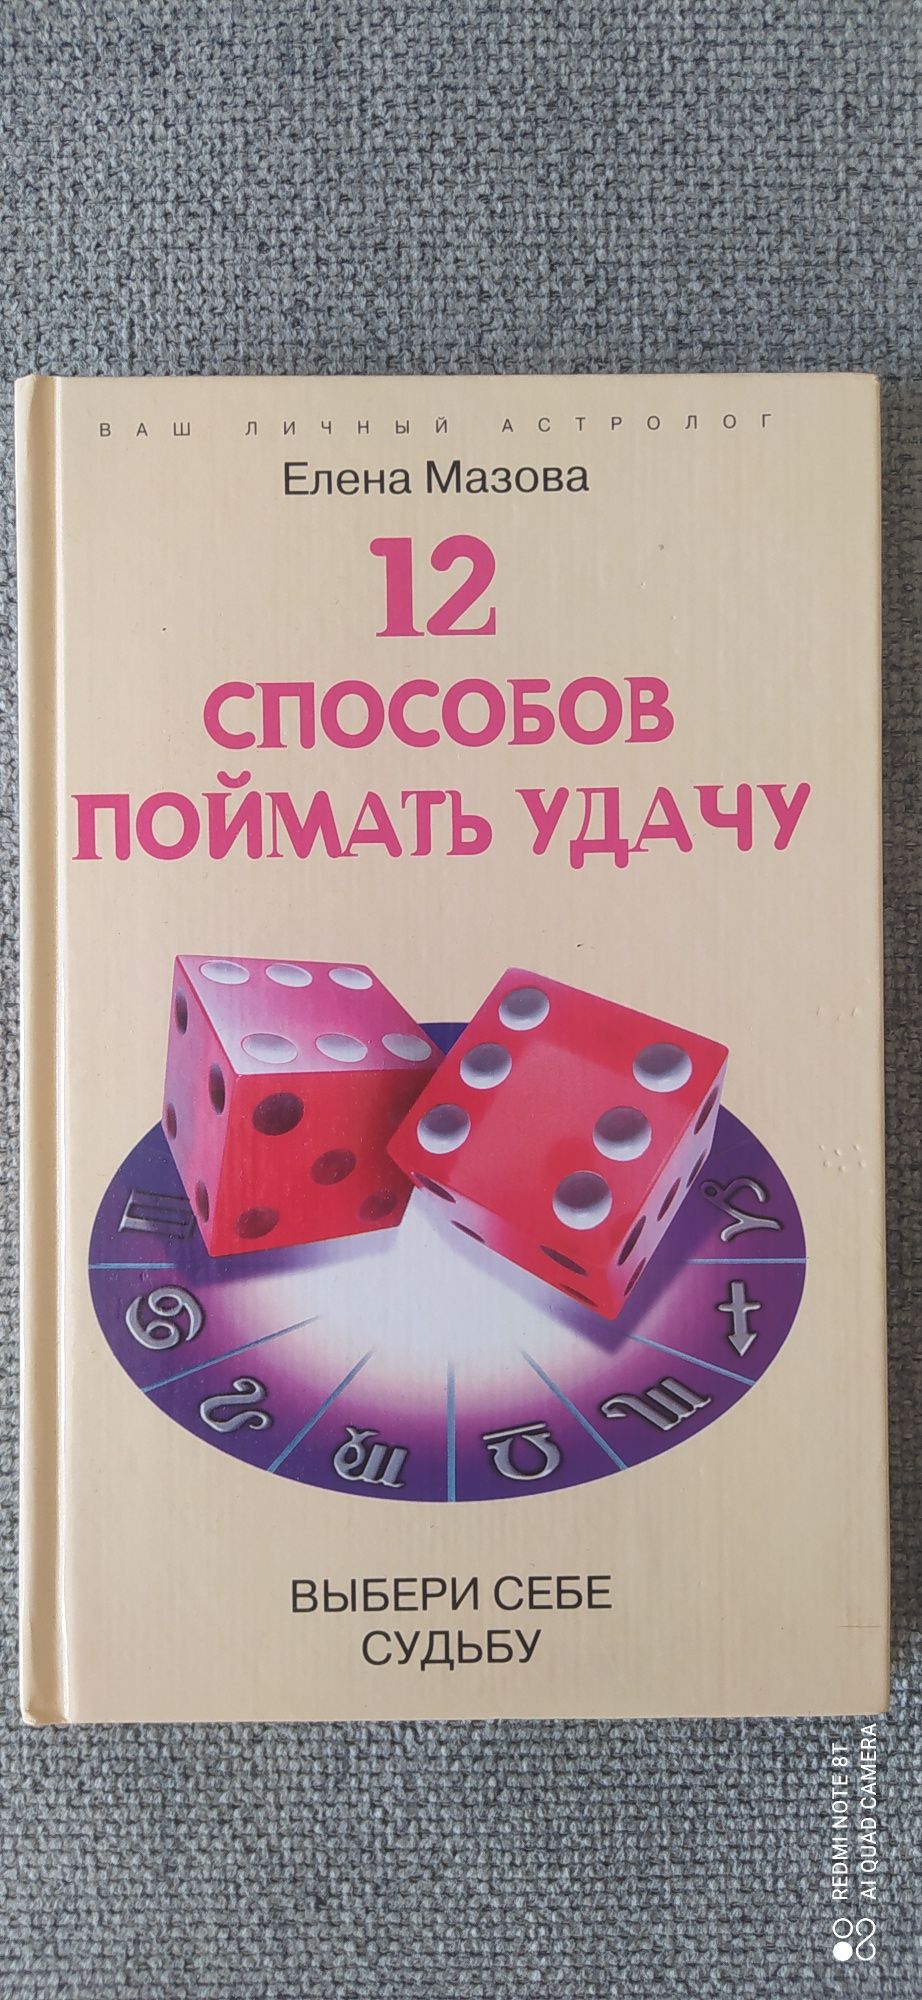 ВАШ ЛИЧНЫЙ АСТРОЛОГ
Елена Мазова
12
СПОСОБОВ
ПОЙМАТЬ УДАЧУ
ВЫБЕРИ СЕБЕ
СУДЬБУ
REDMI NOTE 8T
AI QUAD CAMERA